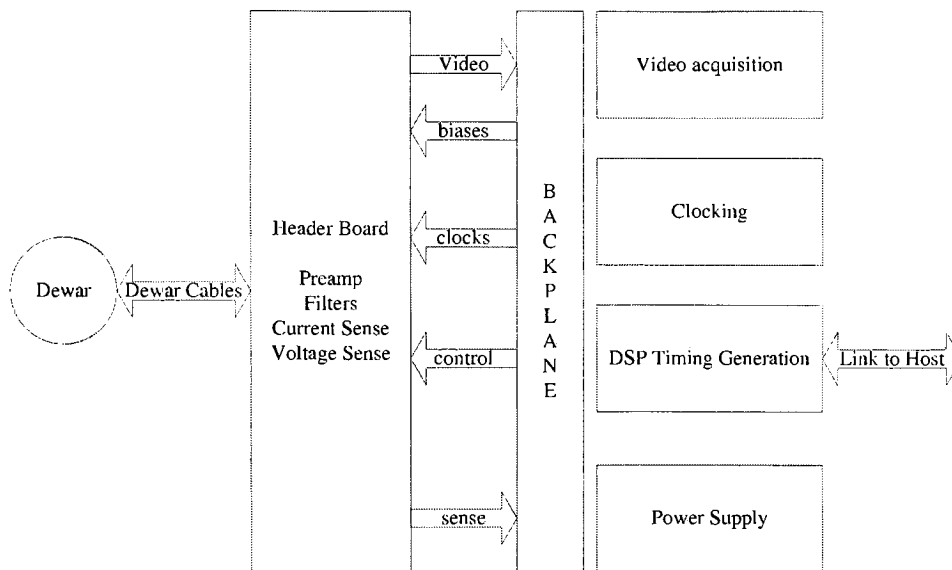 Video
Video acquisition
biases
BACKPLANE
Header Board
Clocking
clocks
Dewar
Dewar Cables
Preamp
Filters
Current Sense
Voltage Sense
control
DSP Timing Generation
Link to Host
sense
Power Supply